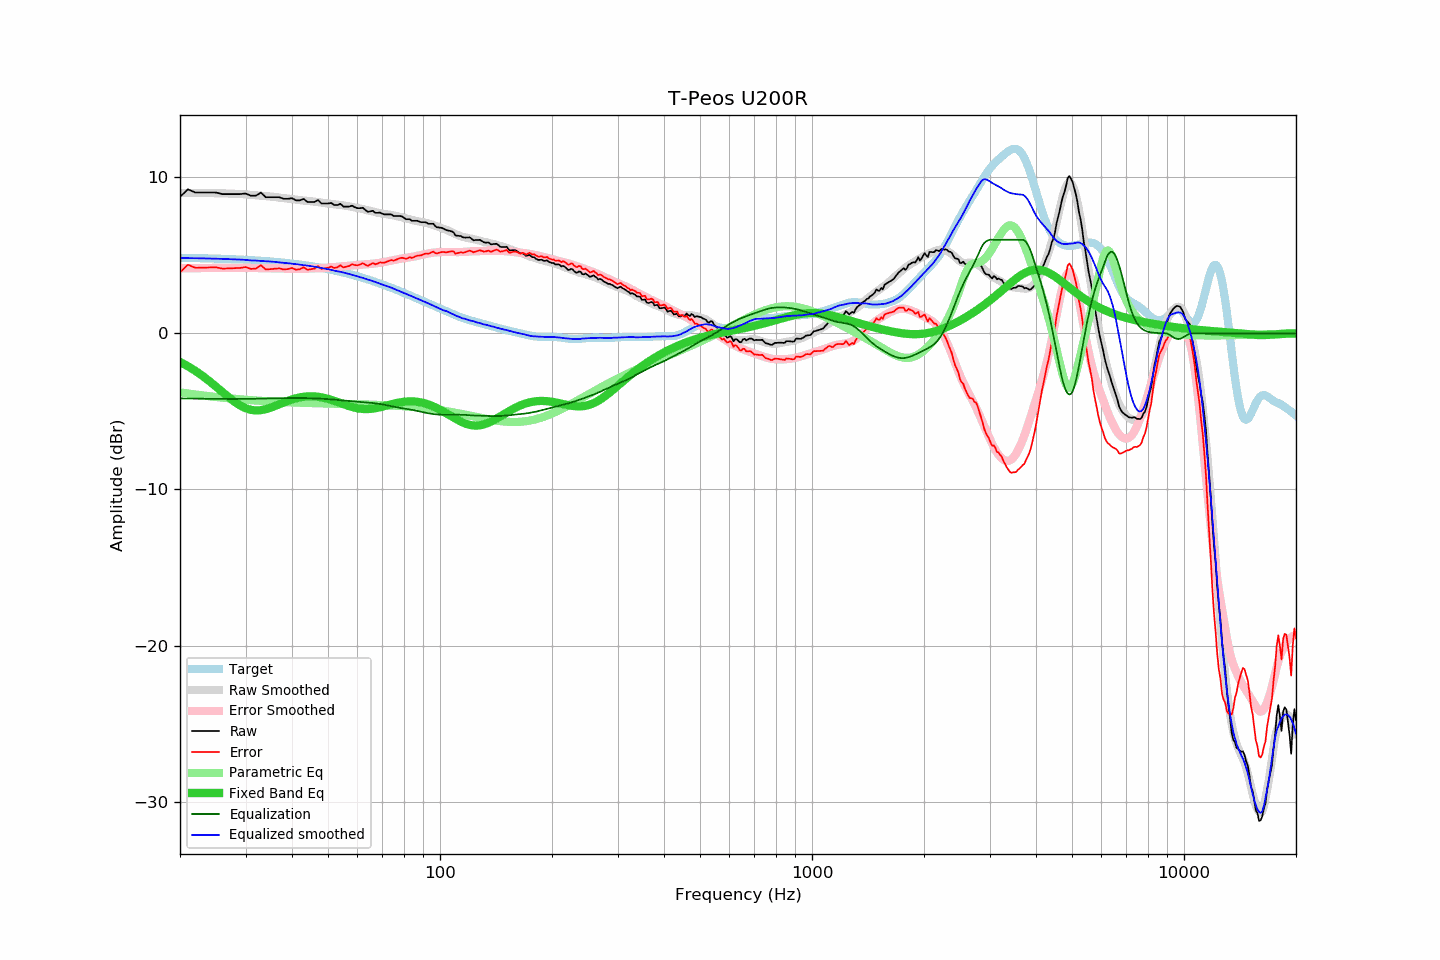 T-Peos U200R
Amplitude (dBr)
10
0
−10
−20
−30
Target
Raw Smoothed
Error Smoothed
Raw
Error
Parametric Eq
Fixed Band Eq
Equalization
Equalized smoothed
100
1000
10000
Frequency (Hz)